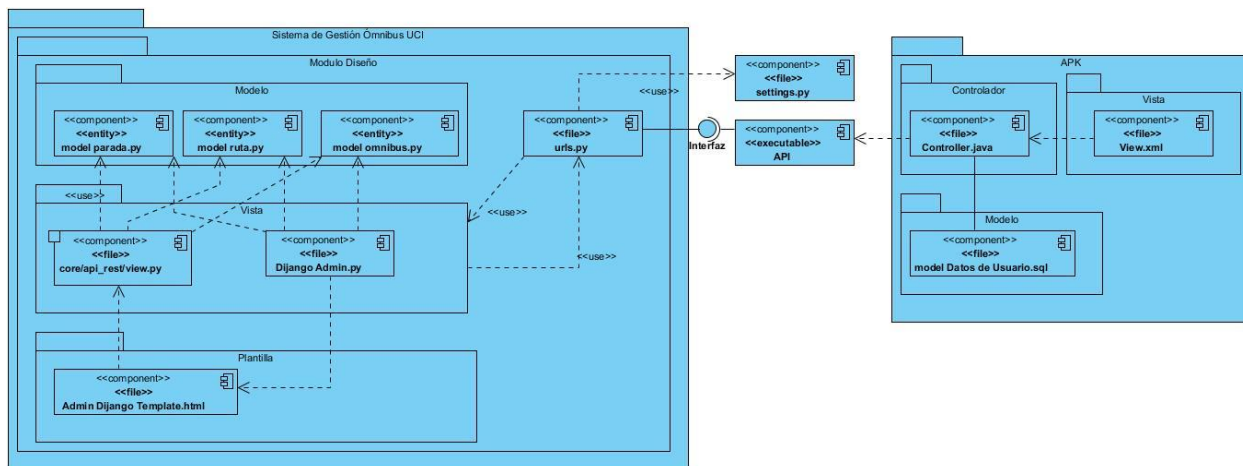 Sistema de Gestión Ómnibus UCI
Modulo Diseño
Modelo
<<component>>
<<entity>>
model parada.py
<<component>>
<<entity>>
model ruta.py
<<component>>
<<entity>>
model omnibus.py
<<component>>
<<file>>
urls.py
<<use>>
<<component>>
<<file>>
settings.py
Interfaz
<<component>>
<<executable>>
API
<<use>>
Vista
<<component>>
<<file>>
core/api_rest/view.py
<<component>>
<<file>>
Dijango Admin.py
<<use>>
<<use>>
Plantilla
<<component>>
<<file>>
Admin Dijango Template.html
APK
Controlador
<<component>>
<<file>>
Controller.java
Vista
<<component>>
<<file>>
View.xml
Modelo
<<component>>
<<file>>
model Datos de Usuario.sql